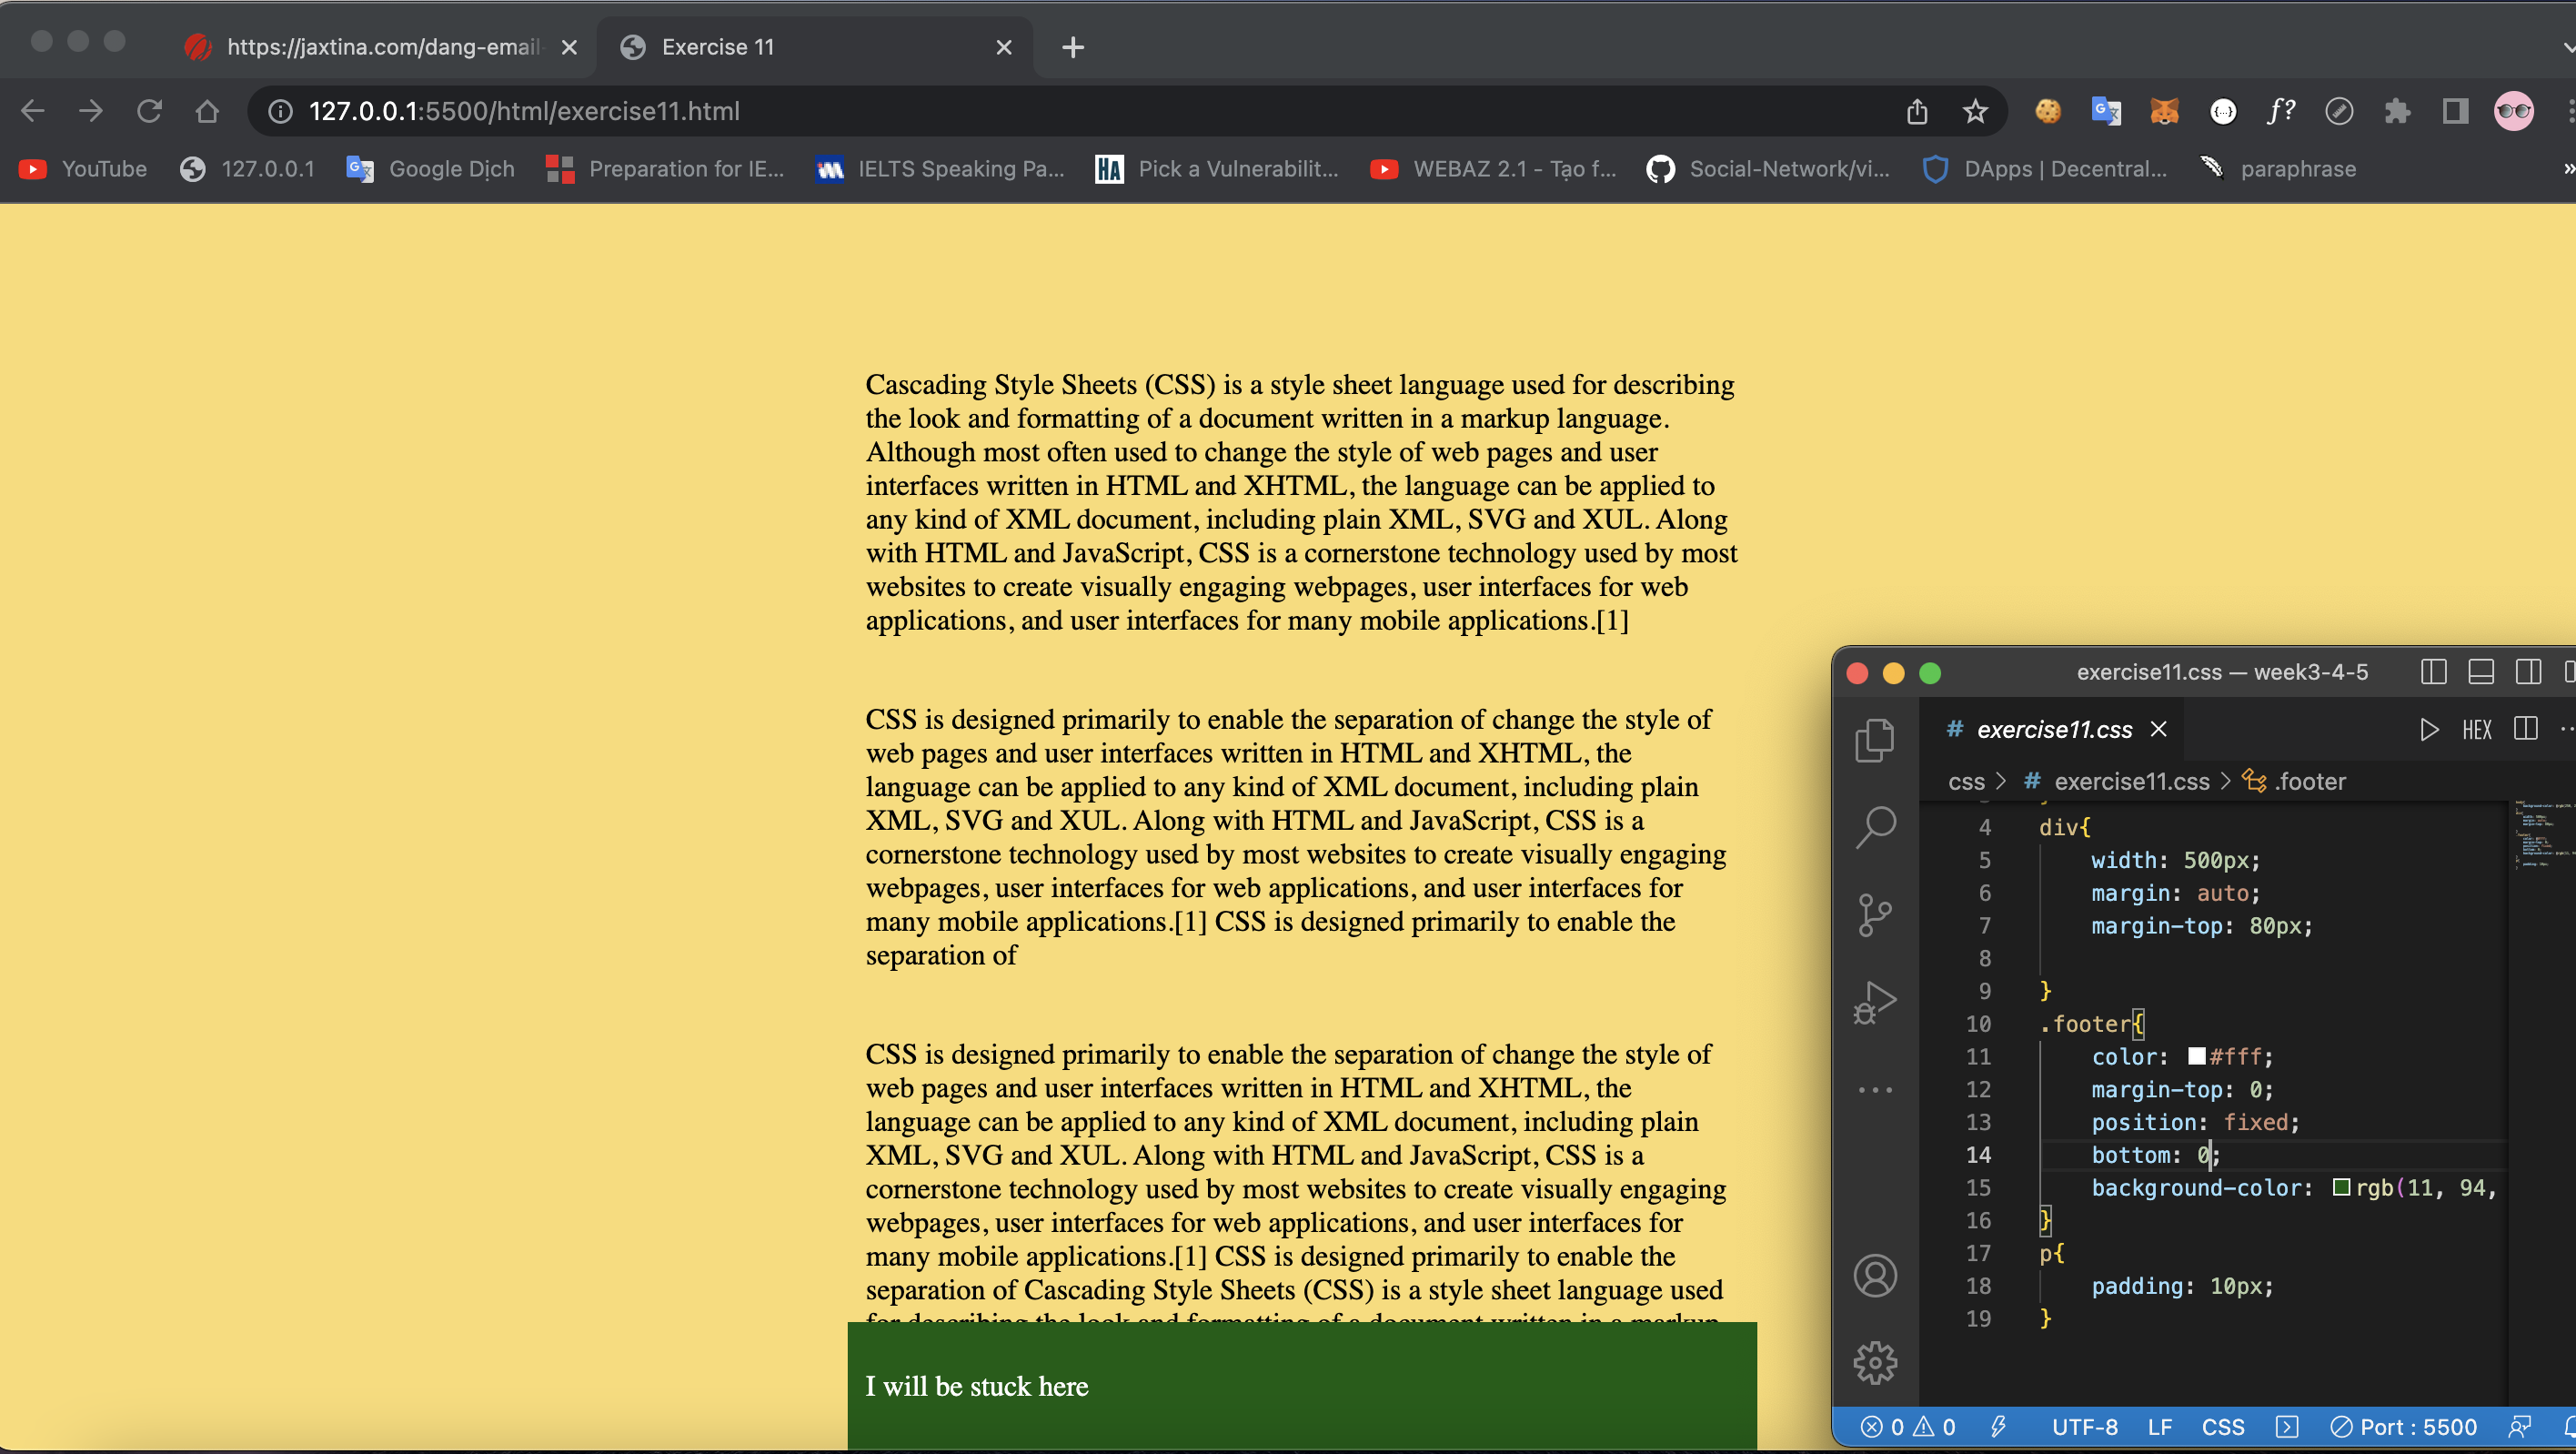 https://jaxtina.com/dang-email-
Exercise 11
127.0.0.1:5500/html/exercise11.html
YouTube
127.0.0.1
Google Dịch
Preparation for IE...
IELTS Speaking Pa...
HA
Pick a Vulnerabilit...
WEBAZ 2.1 - Tạo f...
Social-Network/vi...
DApps | Decentral...
paraphrase
Cascading Style Sheets (CSS) is a style sheet language used for describing
the look and formatting of a document written in a markup language.
Although most often used to change the style of web pages and user
interfaces written in HTML and XHTML, the language can be applied to
any kind of XML document, including plain XML, SVG and XUL. Along
with HTML and JavaScript, CSS is a cornerstone technology used by most
websites to create visually engaging webpages, user interfaces for web
applications, and user interfaces for many mobile applications.[1]
CSS is designed primarily to enable the separation of change the style of
web pages and user interfaces written in HTML and XHTML, the
language can be applied to any kind of XML document, including plain
XML, SVG and XUL. Along with HTML and JavaScript, CSS is a
cornerstone technology used by most websites to create visually engaging
webpages, user interfaces for web applications, and user interfaces for
many mobile applications.[1] CSS is designed primarily to enable the
separation of
CSS is designed primarily to enable the separation of change the style of
web pages and user interfaces written in HTML and XHTML, the
language can be applied to any kind of XML document, including plain
XML, SVG and XUL. Along with HTML and JavaScript, CSS is a
cornerstone technology used by most websites to create visually engaging
webpages, user interfaces for web applications, and user interfaces for
many mobile applications.[1] CSS is designed primarily to enable the
separation of Cascading Style Sheets (CSS) is a style sheet language used
for describing the look and formatting of a document written in a markup
I will be stuck here
exercise11.css — week3-4-5
# exercise11.css
HEX
css > # exercise11.css > .footer
4 div{
5 width: 500px;
6 margin: auto;
7 margin-top: 80px;
8
9 }
10 .footer{
11 color: #fff;
12 margin-top: 0;
13 position: fixed;
14 bottom: 0;
15 background-color: rgb(11, 94,
16 }
17 p{
18 padding: 10px;
19 }
0 0 UTF-8 LF CSS Port : 5500